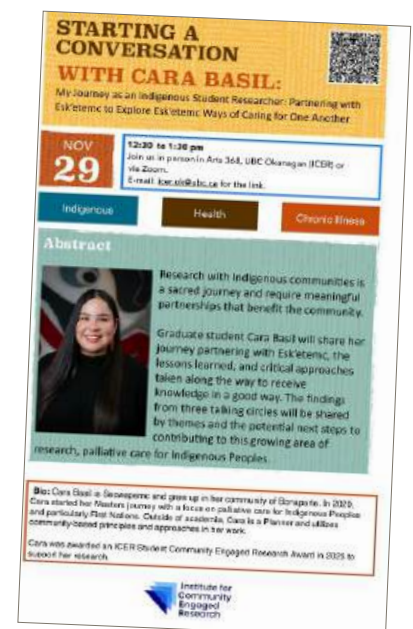 STARTING A
CONVERSATION
WITH CARA BASIL:
My Journey as an Indigenous Student Researcher: Partnering with
Esk'etemc to Explore Esk'etemc Ways of Caring for One Another
NOV
29
12:30 to 1:30 pm
Join us in person in Arts 368, UBC Okanagan (ICER) or
via Zoom.
E-mail: icer.ok@ubc.ca for the link.
Indigenous
Health
Chronic Illness
Abstract
Research with Indigenous communities is
a sacred journey and require meaningful
partnerships that benefit the community.
Graduate student Cara Basil will share her
journey partnering with Esk'etemc, the
lessons learned, and critical approaches
taken along the way to receive
knowledge in a good way. The findings
from three talking circles will be shared
by themes and the potential next steps to
contributing to this growing area of
research, palliative care for Indigenous Peoples.
Bio: Cara Basil is Secwepemc and grew up in her community of Bonaparte. In 2020,
Cara started her Masters journey with a focus on palliative care for Indigenous Peoples
and particularly First Nations. Outside of academia, Cara is a Planner and utilizes
community-based principles and approaches in her work.
Cara was awarded an ICER Student Community Engaged Research Award in to
support her research.
Institute for
Community
Engaged
Research